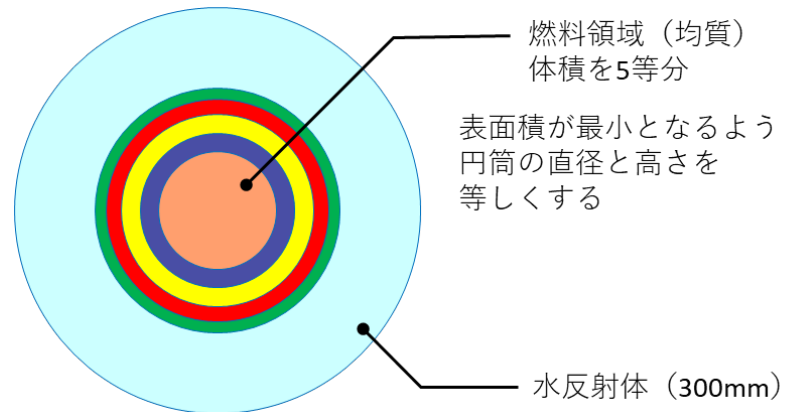 燃料領域（均質）
体積を5等分
表面積が最小となるよう
円筒の直径と高さを
等しくする
水反射体（300mm）